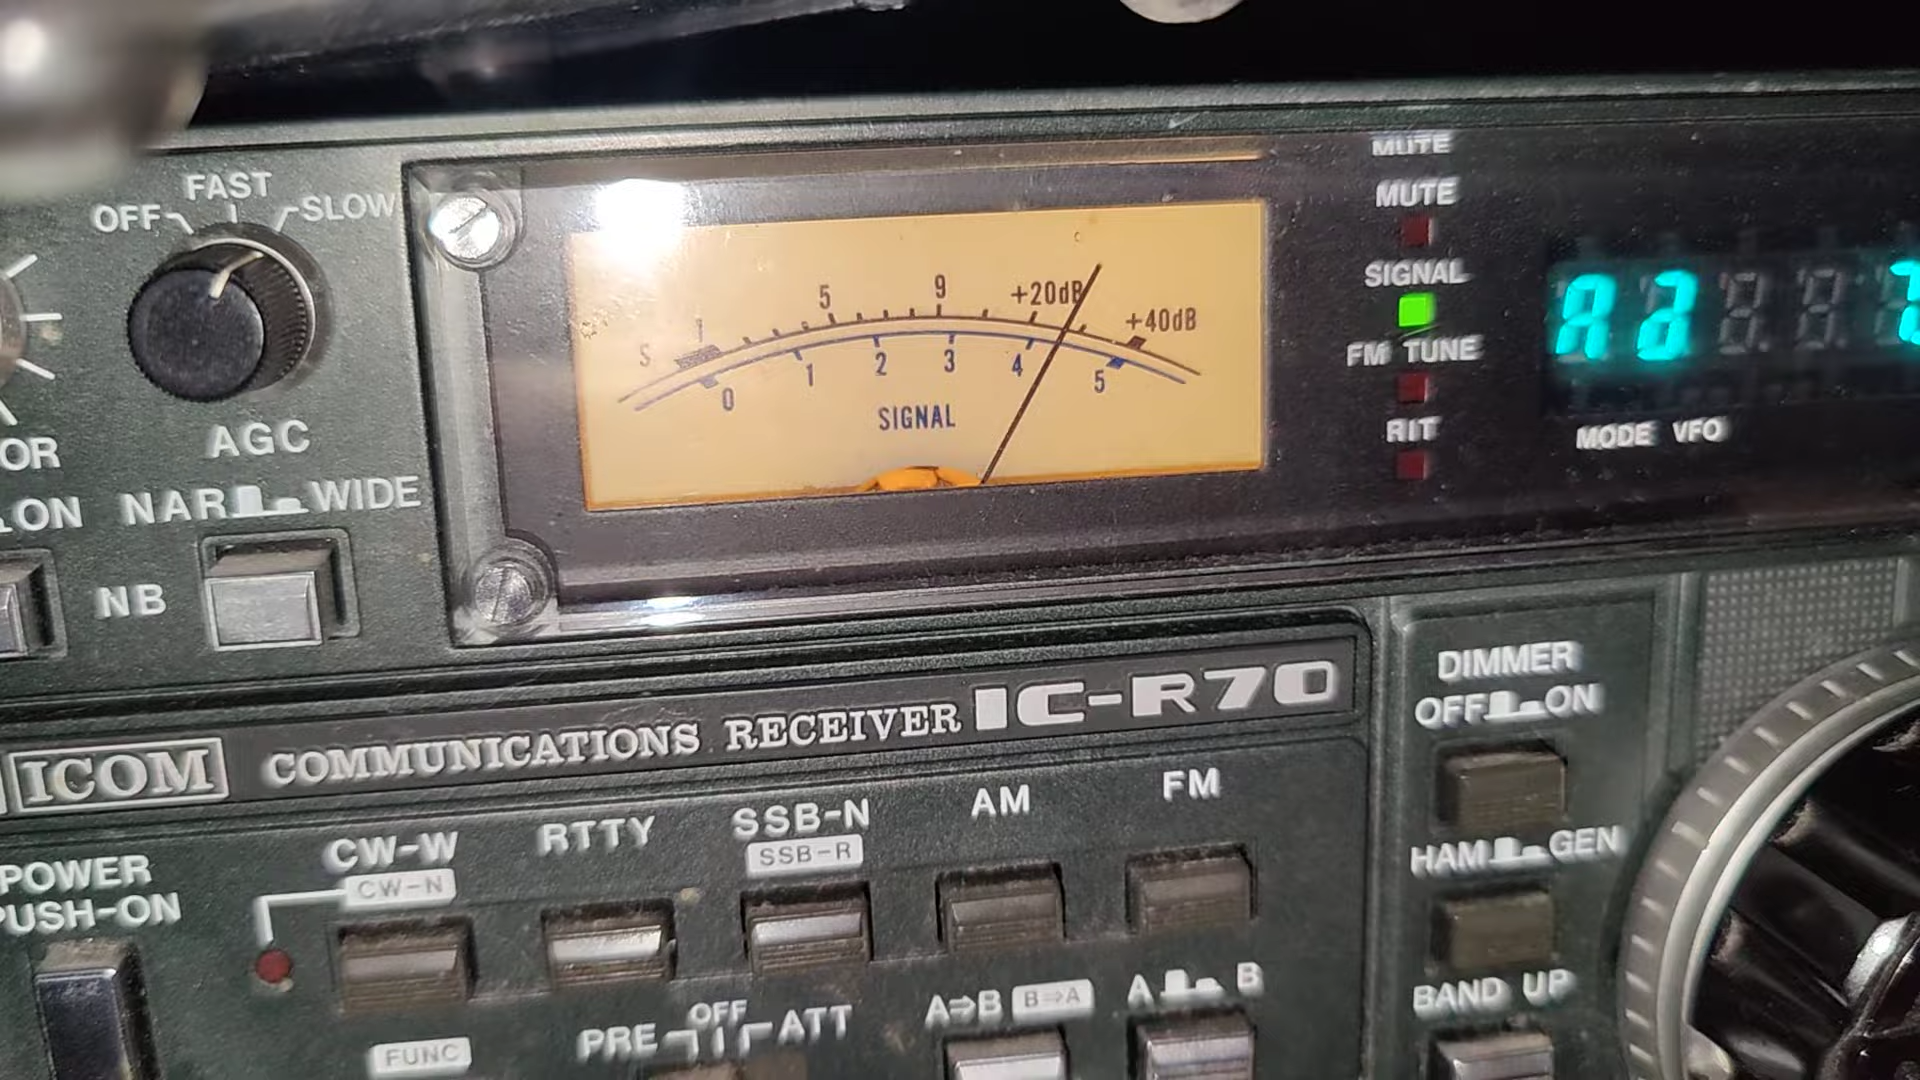 MUTE
FAST
OFF SLOW
AGC
OR
ON
NAR WIDE
NB
S 1 5 9 +20dB +40dB
0 1 2 3 4 5
SIGNAL
MUTE
SIGNAL
FM TUNE
RIT
MODE VFO
ICOM COMMUNICATIONS RECEIVER IC-R70
DIMMER
OFF ON
HAM GEN
BAND UP
POWER
PUSH-ON
CW-W RTTY SSB-N AM FM
CW-N SSB-R
FUNC
PRE OFF ATT
A⇒B B⇒A
A B